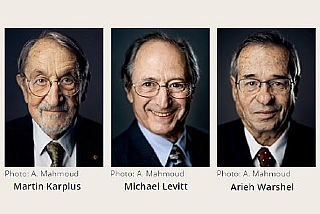 Photo: A. Mahmoud
Photo: A. Mahmoud
Photo: A. Mahmoud
Martin Karplus
Michael Levitt
Arieh Warshel